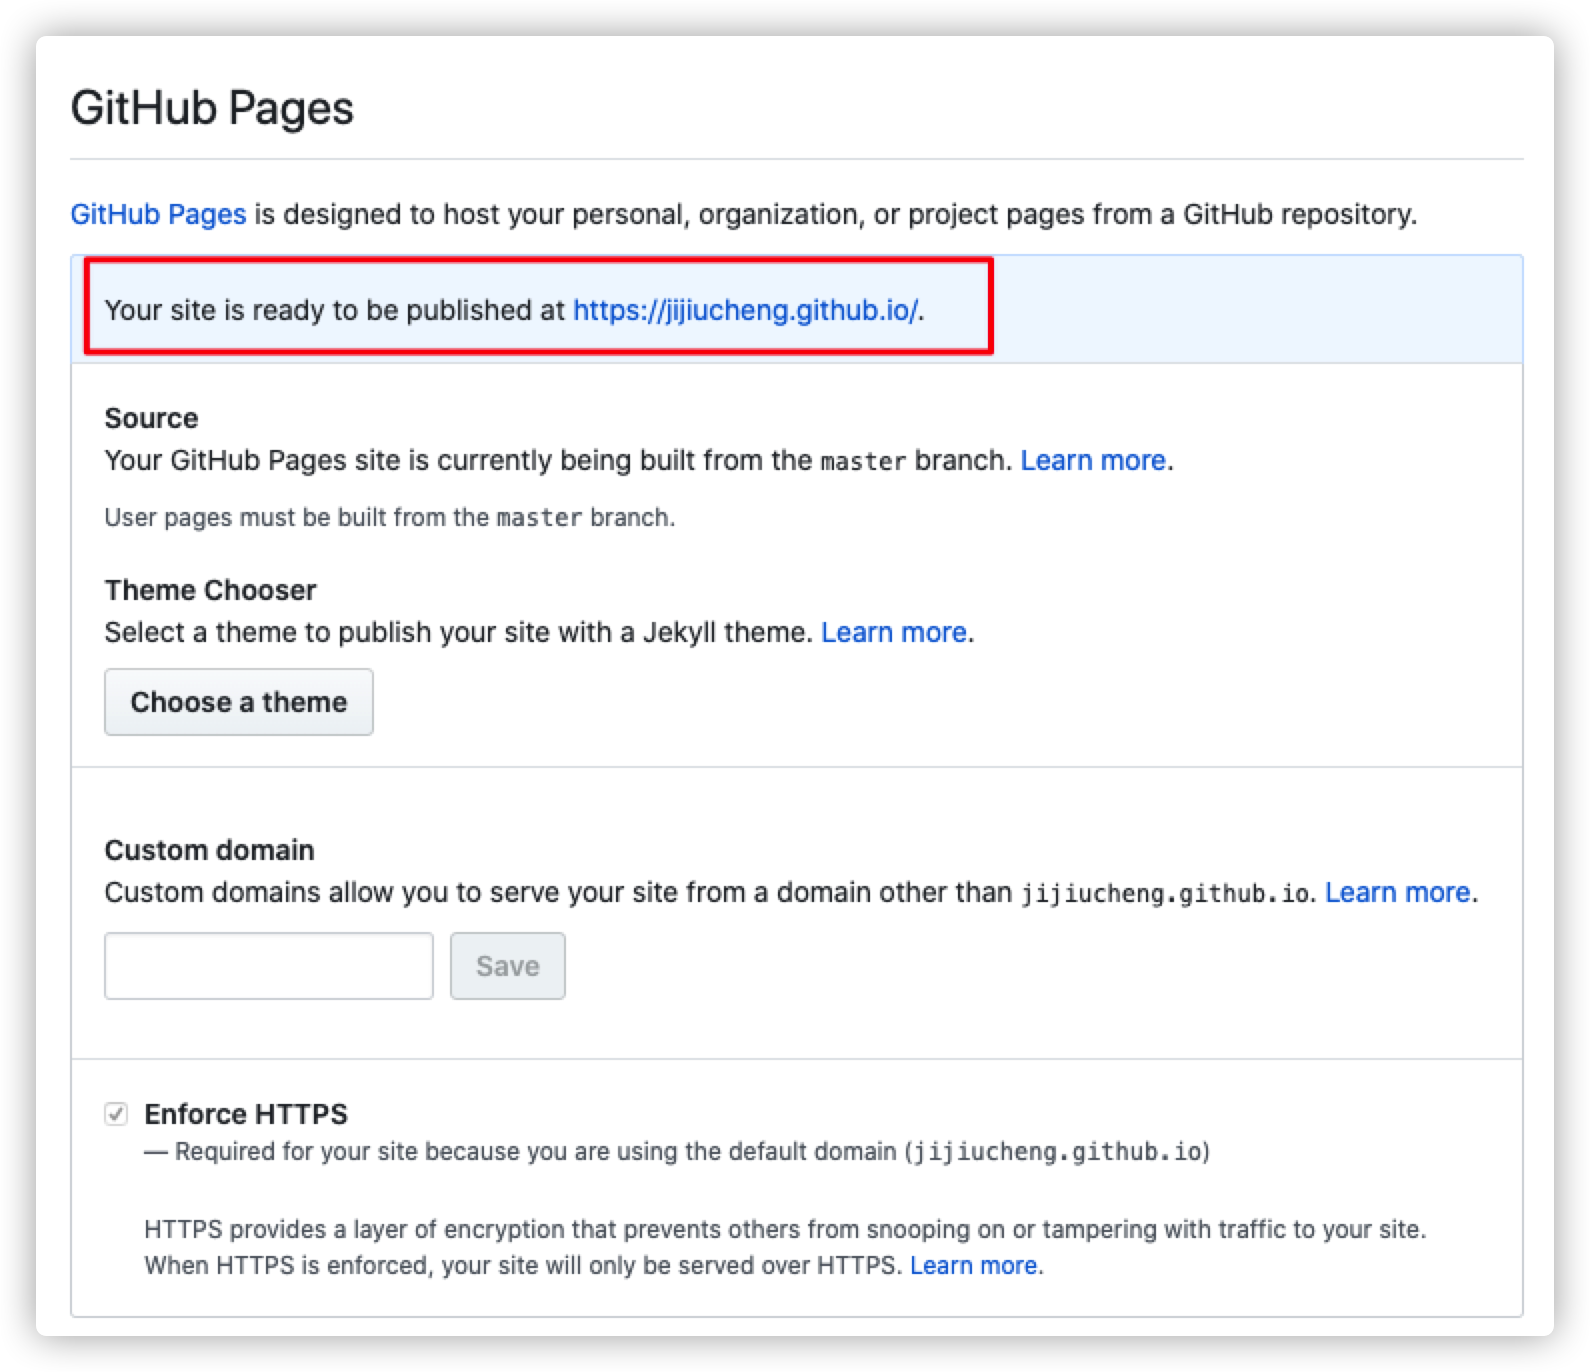 GitHub Pages
GitHub Pages is designed to host your personal, organization, or project pages from a GitHub repository.
Your site is ready to be published at https://jijiucheng.github.io/.
Source
Your GitHub Pages site is currently being built from the master branch. Learn more.
User pages must be built from the master branch.
Theme Chooser
Select a theme to publish your site with a Jekyll theme. Learn more.
Choose a theme
Custom domain
Custom domains allow you to serve your site from a domain other than jijiucheng.github.io. Learn more.
Save
Enforce HTTPS
— Required for your site because you are using the default domain (jijiucheng.github.io)
HTTPS provides a layer of encryption that prevents others from snooping on or tampering with traffic to your site.
When HTTPS is enforced, your site will only be served over HTTPS. Learn more.